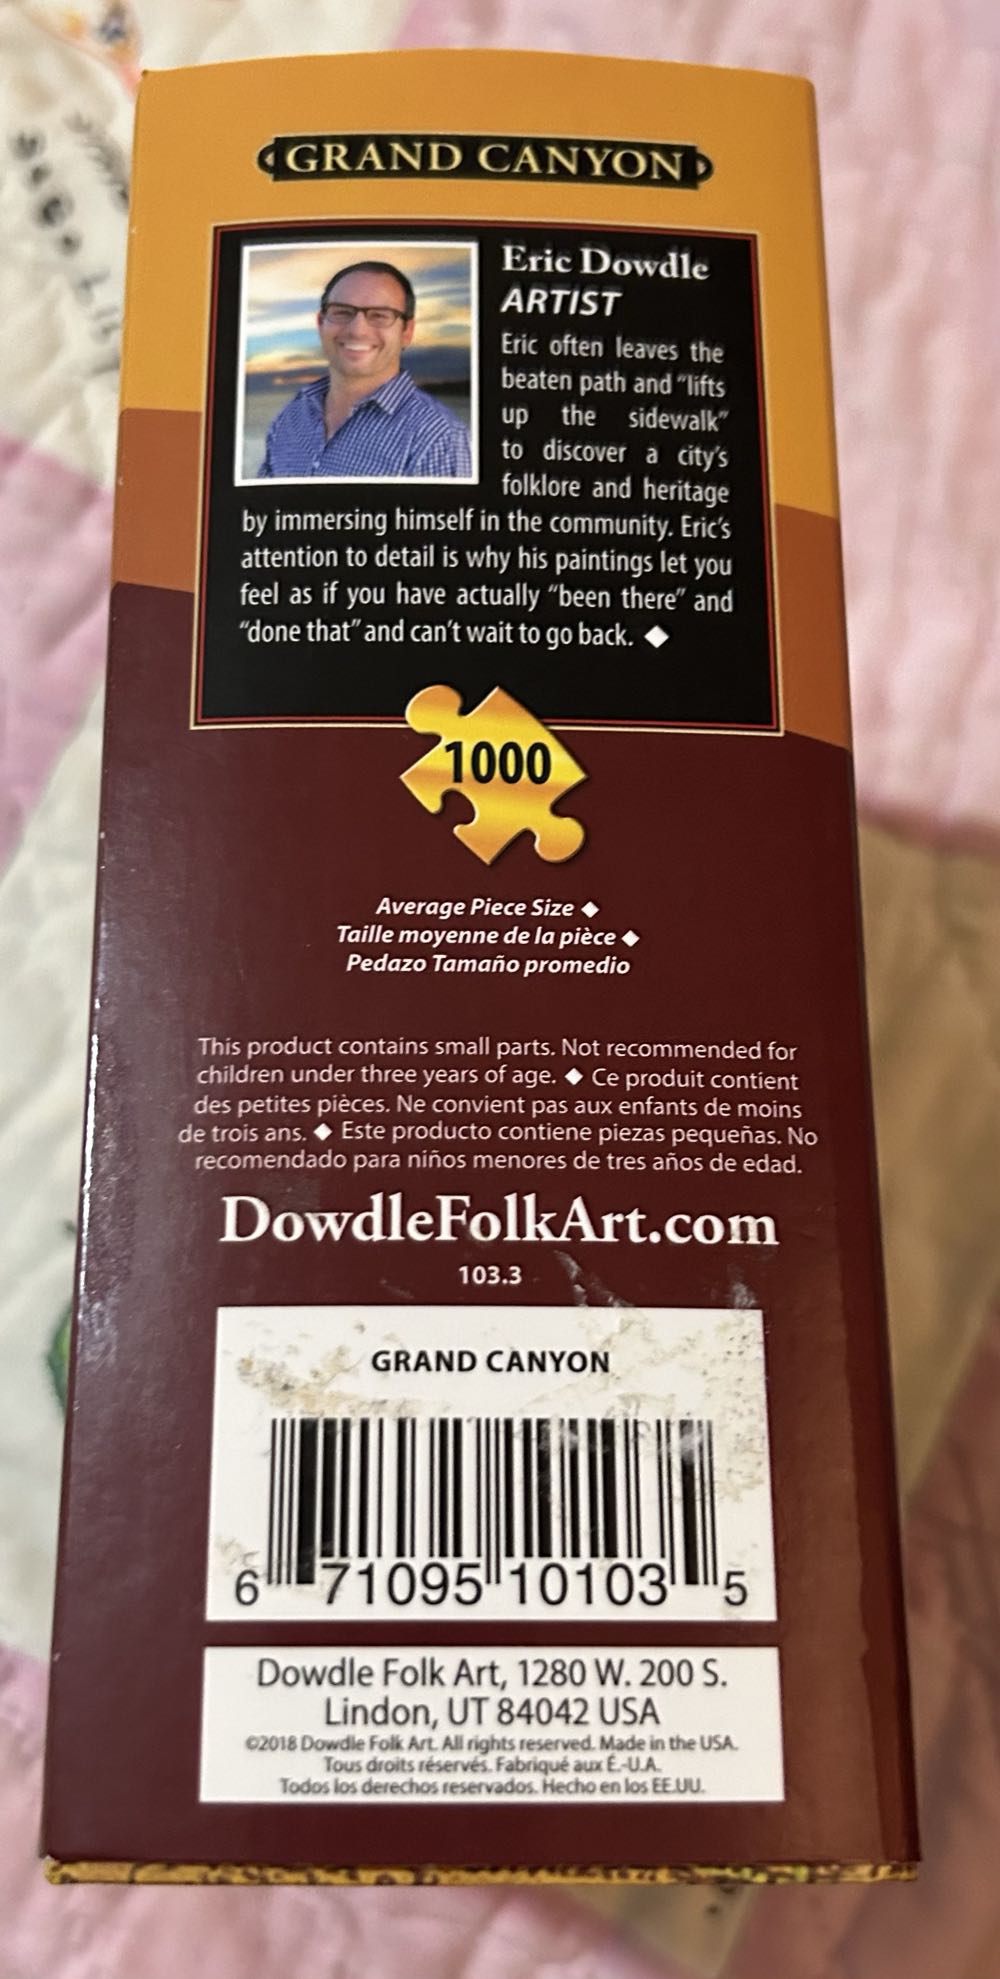 GRAND CANYON
Eric Dowdle
ARTIST
Eric often leaves the
beaten path and “lifts
up the sidewalk”
to discover a city’s
folklore and heritage
by immersing himself in the community. Eric’s
attention to detail is why his paintings let you
feel as if you have actually “been there” and
“done that” and can’t wait to go back. ◆
1000
Average Piece Size ◆
Taille moyenne de la pièce ◆
Pedazo Tamaño promedio
This product contains small parts. Not recommended for
children under three years of age. ◆ Ce produit contient
des petites pièces. Ne convient pas aux enfants de moins
de trois ans. ◆ Este producto contiene piezas pequeñas. No
recomendado para niños menores de tres años de edad.
DowdleFolkArt.com
103.3
GRAND CANYON
6 71095 10103 5
Dowdle Folk Art, 1280 W. 200 S.
Lindon, UT 84042 USA
©2018 Dowdle Folk Art. All rights reserved. Made in the USA.
Tous droits réservés. Fabriqué aux É.-U.A.
Todos los derechos reservados. Hecho en los EE.UU.